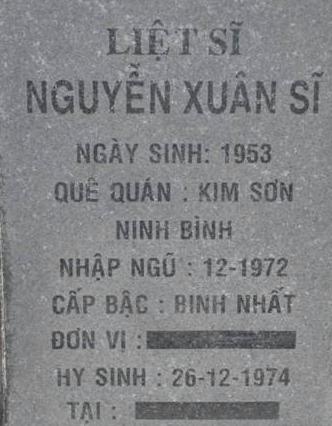 LIỆT SĨ
NGUYỄN XUÂN SĨ
NGÀY SINH: 1953
QUÊ QUÁN : KIM SƠN
NINH BÌNH
NHẬP NGŨ : 12-1972
CẤP BẬC : BINH NHẤT
ĐƠN VỊ :
HY SINH : 26-12-1974
TẠI :